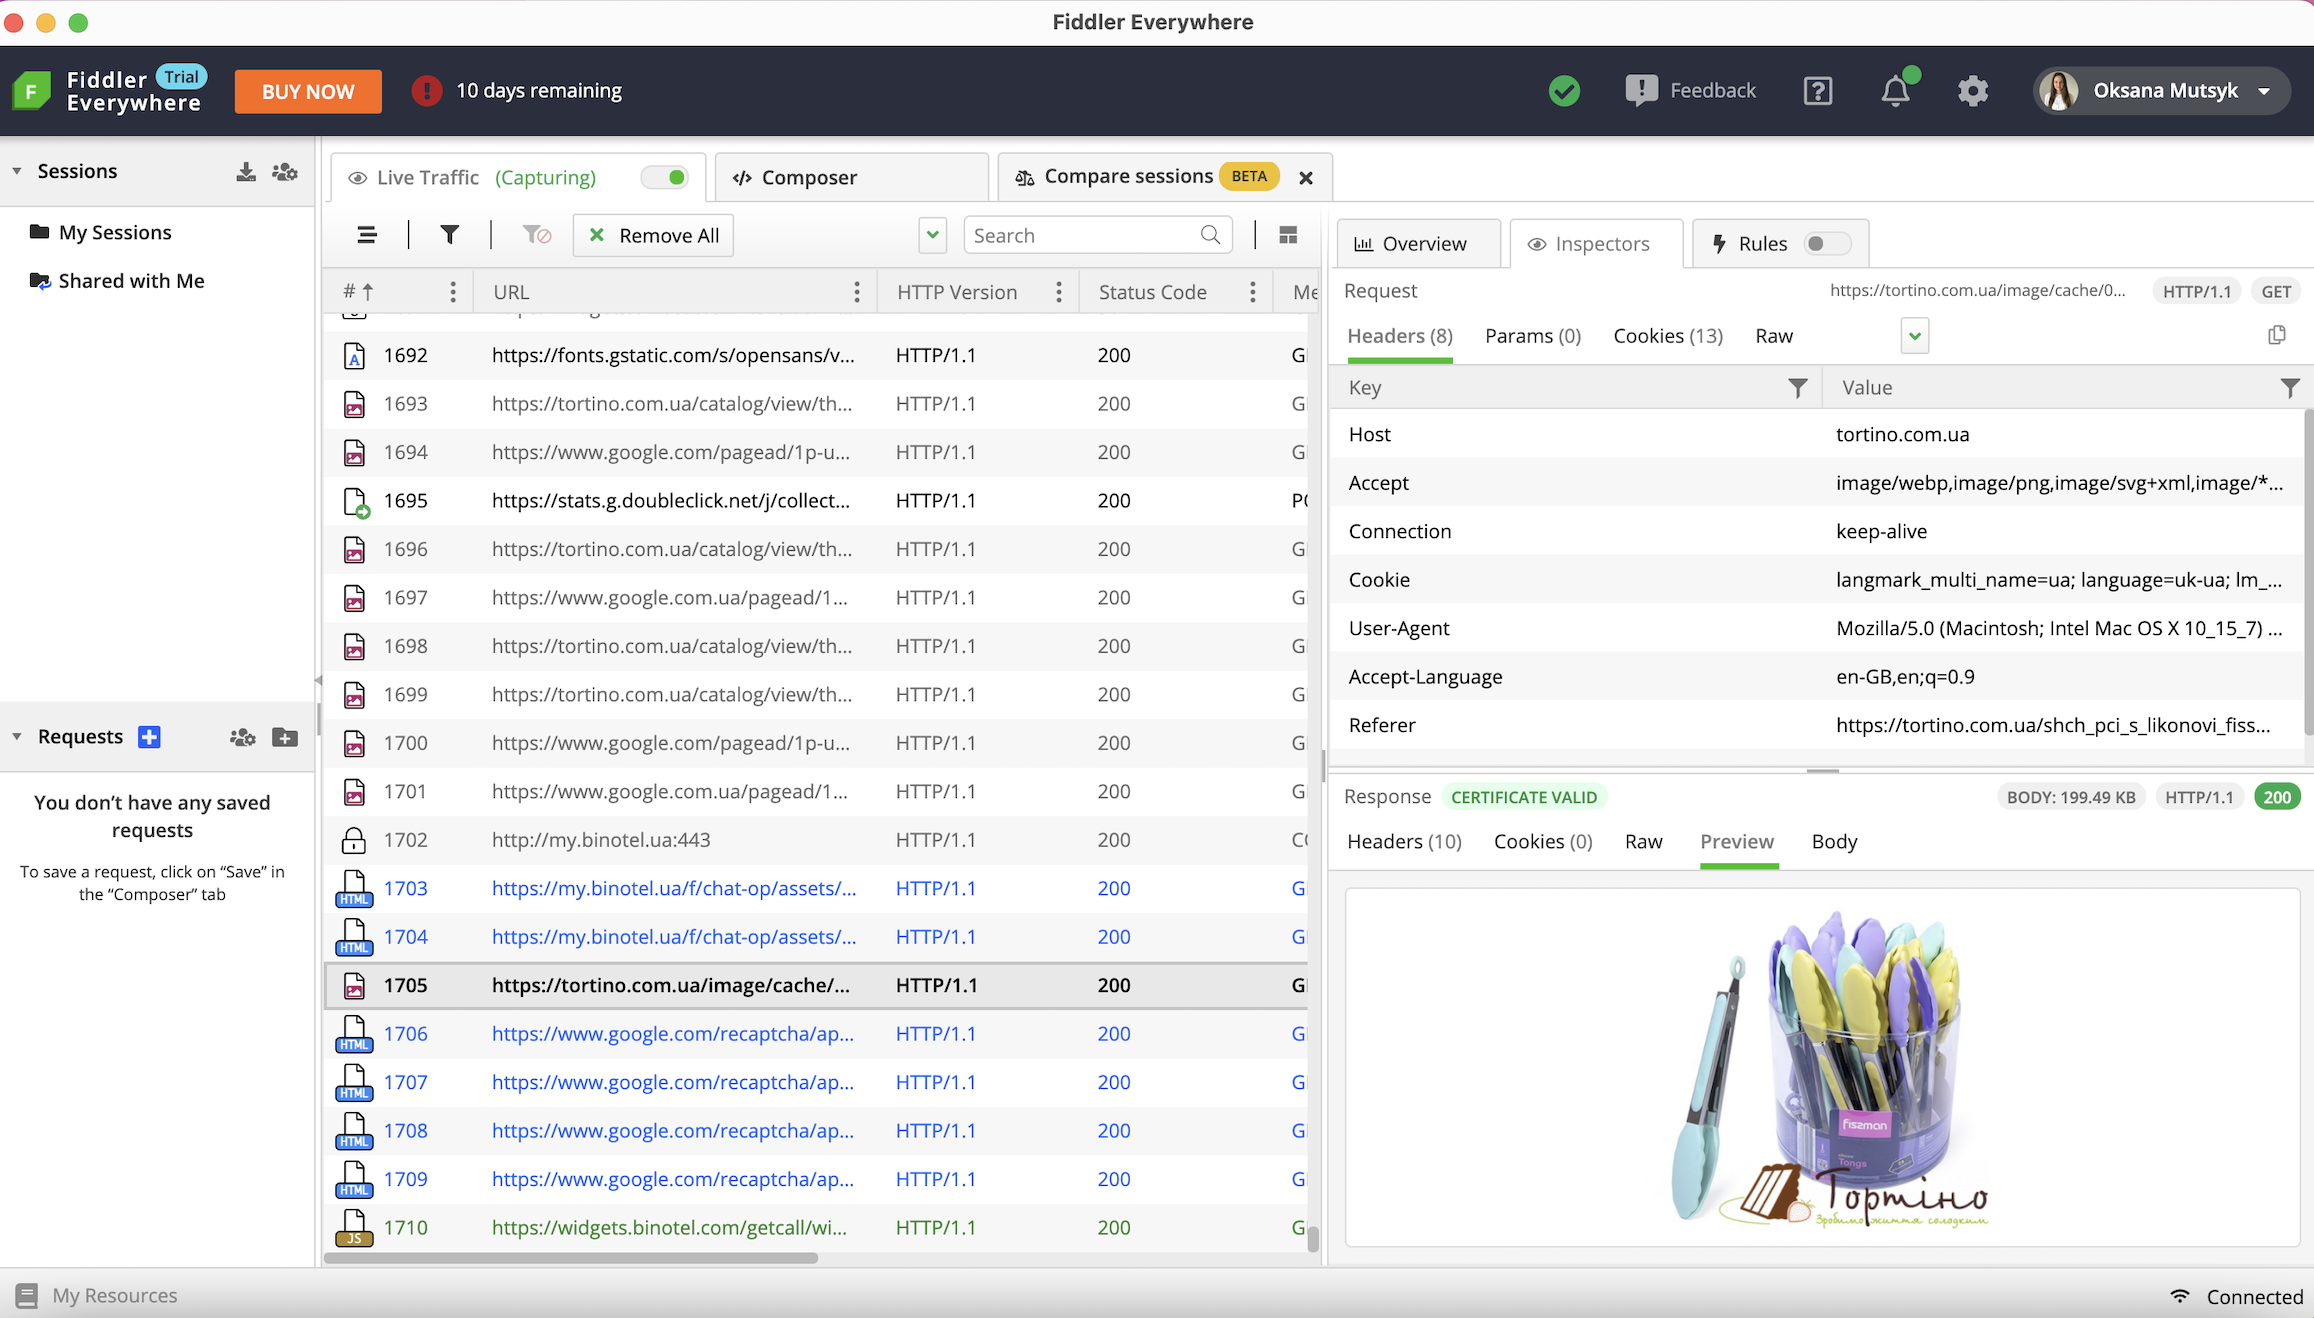 Fiddler Everywhere
F
Fiddler Everywhere
Trial
BUY NOW
10 days remaining
Feedback
Oksana Mutsyk
Sessions
My Sessions
Shared with Me
Requests
You don’t have any saved
requests
To save a request, click on “Save” in
the “Composer” tab
Live Traffic (Capturing)
Composer
Compare sessions BETA
Remove All
Search
# URL HTTP Version Status Code Me
1692 https://fonts.gstatic.com/s/opensans/v... HTTP/1.1 200 G
1693 https://tortino.com.ua/catalog/view/th... HTTP/1.1 200 G
1694 https://www.google.com/pagead/1p-u... HTTP/1.1 200 G
1695 https://stats.g.doubleclick.net/j/collect... HTTP/1.1 200 PO
1696 https://tortino.com.ua/catalog/view/th... HTTP/1.1 200 G
1697 https://www.google.com.ua/pagead/1... HTTP/1.1 200 G
1698 https://tortino.com.ua/catalog/view/th... HTTP/1.1 200 G
1699 https://tortino.com.ua/catalog/view/th... HTTP/1.1 200 G
1700 https://www.google.com/pagead/1p-u... HTTP/1.1 200 G
1701 https://www.google.com.ua/pagead/1... HTTP/1.1 200 G
1702 http://my.binotel.ua:443 HTTP/1.1 200 CO
HTML 1703 https://my.binotel.ua/f/chat-op/assets/... HTTP/1.1 200 G
HTML 1704 https://my.binotel.ua/f/chat-op/assets/... HTTP/1.1 200 G
1705 https://tortino.com.ua/image/cache/... HTTP/1.1 200 G
HTML 1706 https://www.google.com/recaptcha/ap... HTTP/1.1 200 G
HTML 1707 https://www.google.com/recaptcha/ap... HTTP/1.1 200 G
HTML 1708 https://www.google.com/recaptcha/ap... HTTP/1.1 200 G
HTML 1709 https://www.google.com/recaptcha/ap... HTTP/1.1 200 G
JS 1710 https://widgets.binotel.com/getcall/wi... HTTP/1.1 200 G
Overview
Inspectors
Rules
Request https://tortino.com.ua/image/cache/0... HTTP/1.1 GET
Headers (8) Params (0) Cookies (13) Raw
Key Value
Host tortino.com.ua
Accept image/webp,image/png,image/svg+xml,image/*...
Connection keep-alive
Cookie langmark_multi_name=ua; language=uk-ua; lm_...
User-Agent Mozilla/5.0 (Macintosh; Intel Mac OS X 10_15_7) ...
Accept-Language en-GB,en;q=0.9
Referer https://tortino.com.ua/shch_pci_s_likonovi_fiss...
Response CERTIFICATE VALID BODY: 199.49 KB HTTP/1.1 200
Headers (10) Cookies (0) Raw Preview Body
fissman
Tongs
Тортіно
Зробимо життя солодким
My Resources
Connected